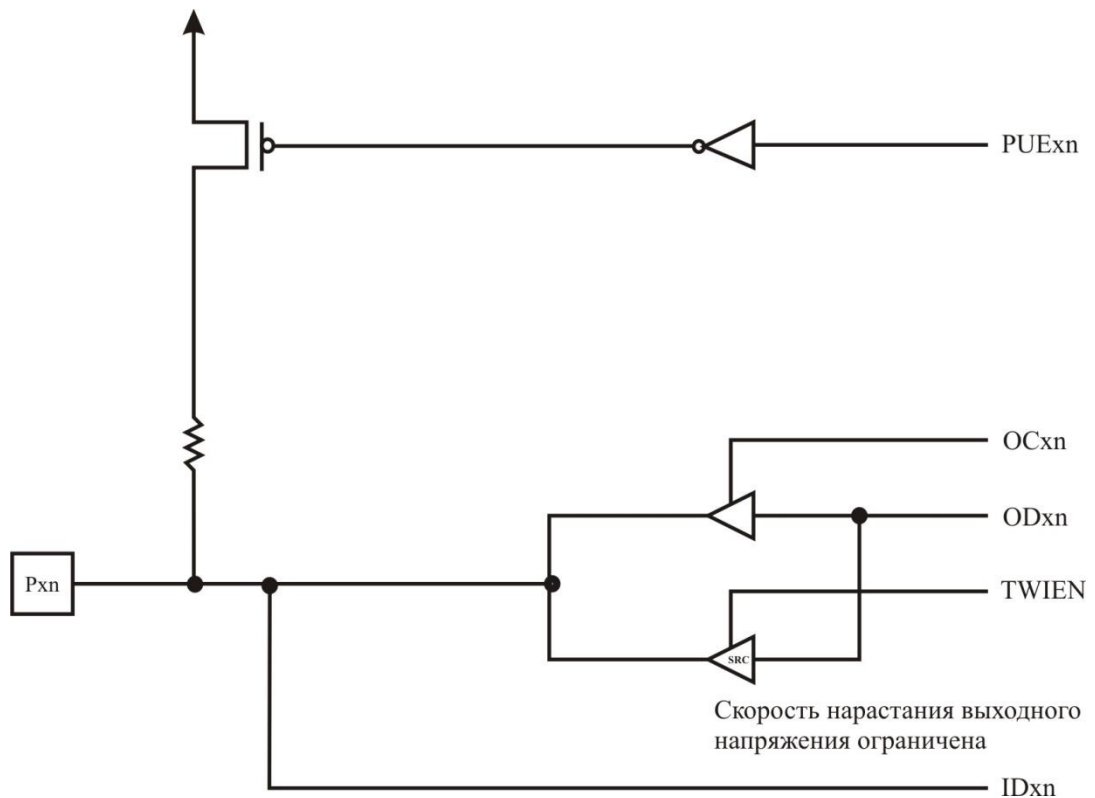 PUExn
OCxn
ODxn
Pxn
TWIEN
SRC
Скорость нарастания выходного
напряжения ограничена
IDxn